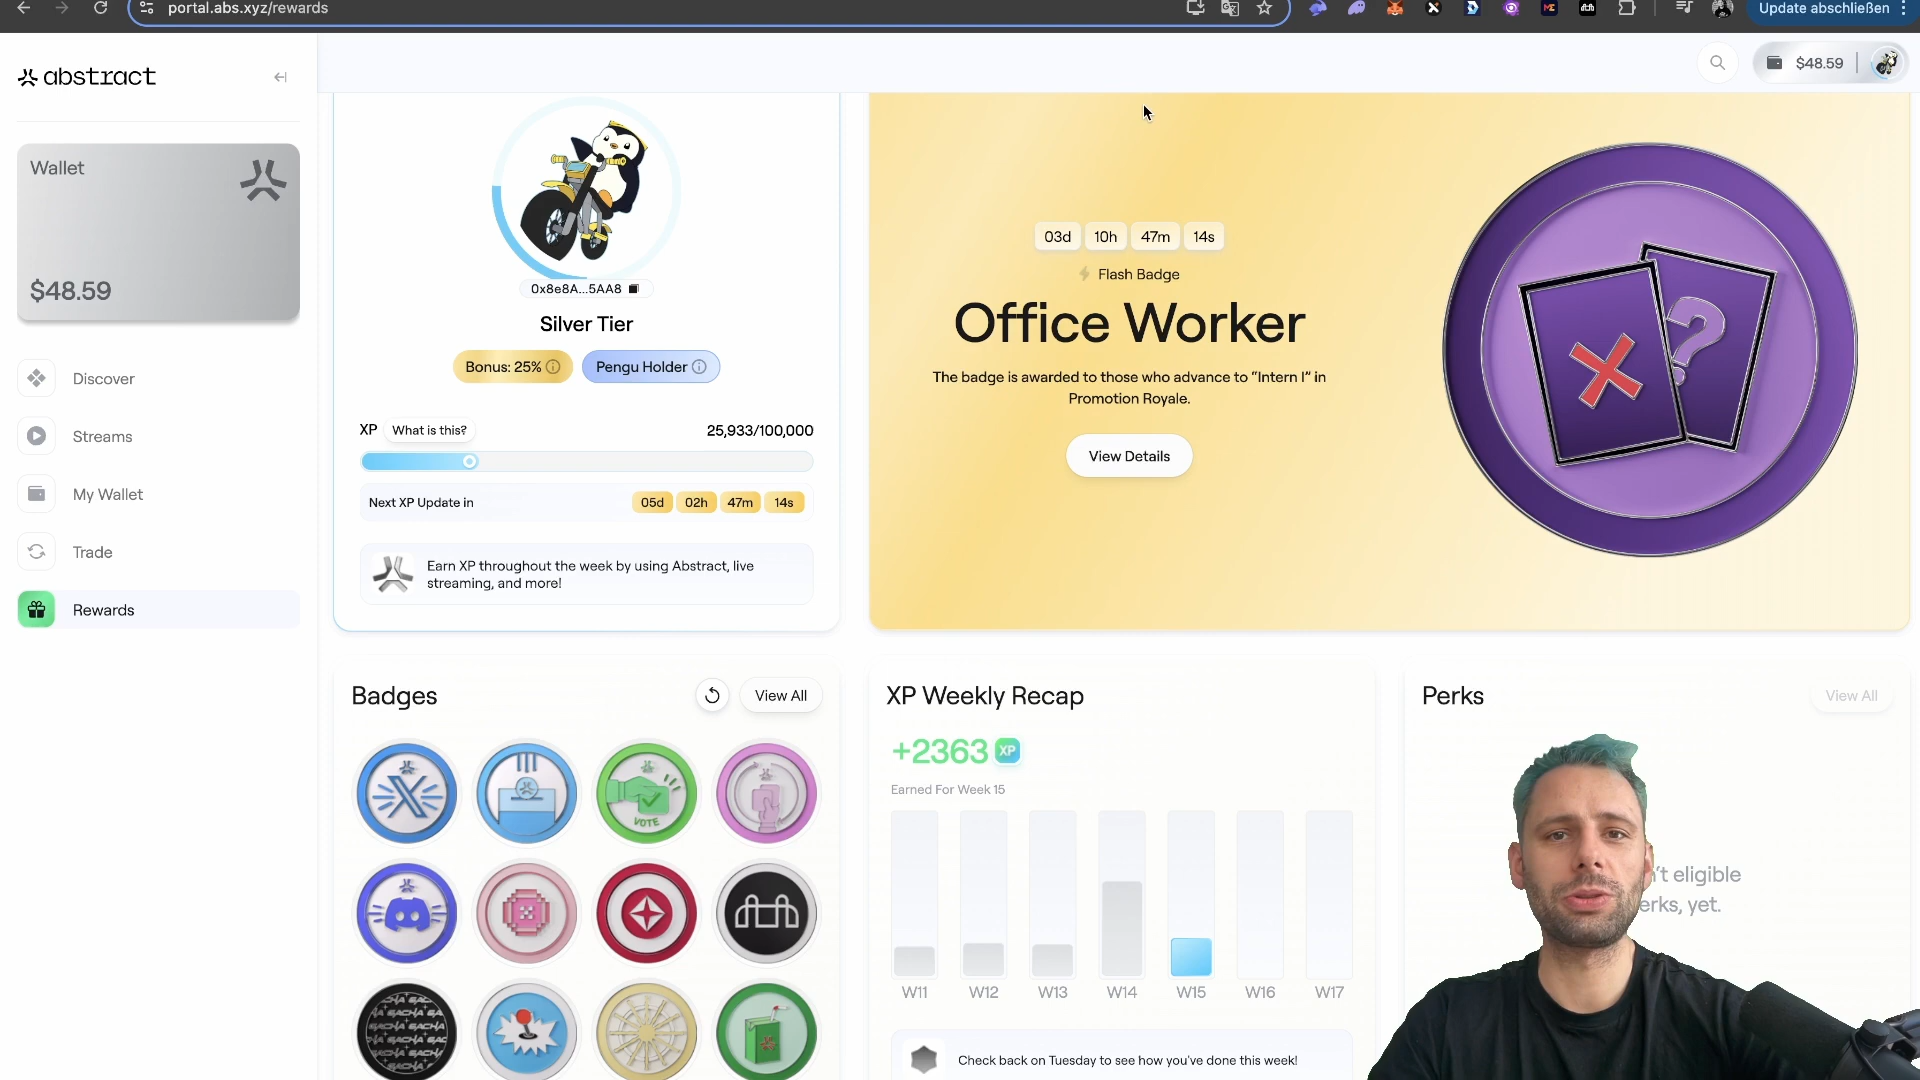 portal.abs.xyz/rewards
Update abschließen
abstract
$48.59
Wallet
$48.59
Discover
Streams
My Wallet
Trade
Rewards
0x8e8A...5AA8
Silver Tier
Bonus: 25%
Pengu Holder
XP What is this? 25,933/100,000
Next XP Update in 05d 02h 47m 14s
Earn XP throughout the week by using Abstract, live
streaming, and more!
03d 10h 47m 14s
Flash Badge
Office Worker
The badge is awarded to those who advance to “Intern I” in
Promotion Royale.
View Details
Badges
View All
VOTE
XP Weekly Recap
+2363 XP
Earned For Week 15
W11 W12 W13 W14 W15 W16 W17
Check back on Tuesday to see how you've done this week!
Perks
View All
't eligible
erks, yet.